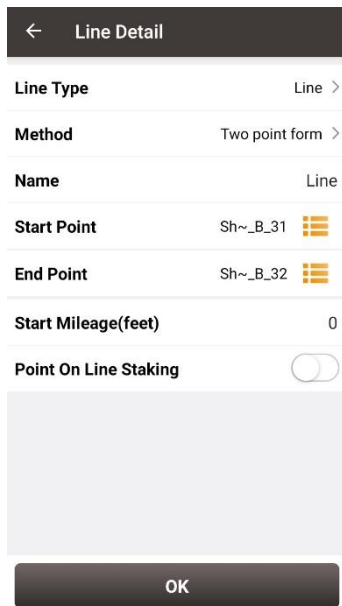 Line Detail
Line Type Line
Method Two point form
Name Line
Start Point Sh~_B_31
End Point Sh~_B_32
Start Mileage(feet) 0
Point On Line Staking
OK